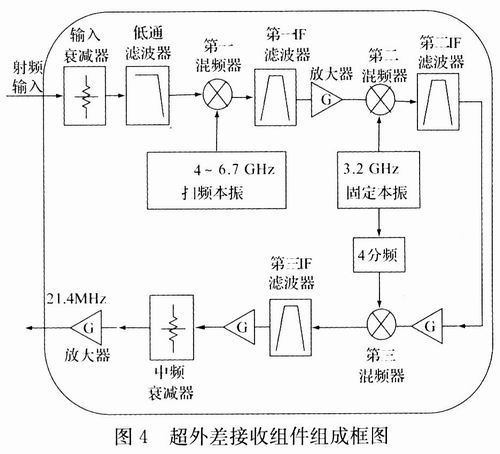 输入
衰减器
低通
滤波器
第一
混频器
第一IF
滤波器
放大器
G
第二
混频器
第二IF
滤波器
射频
输入
4~6.7 GHz
扫频本振
3.2 GHz
固定本振
4分频
第三IF
滤波器
21.4MHz
G
放大器
中频
衰减器
G
第三
混频器
G
图 4 超外差接收组件组成框图